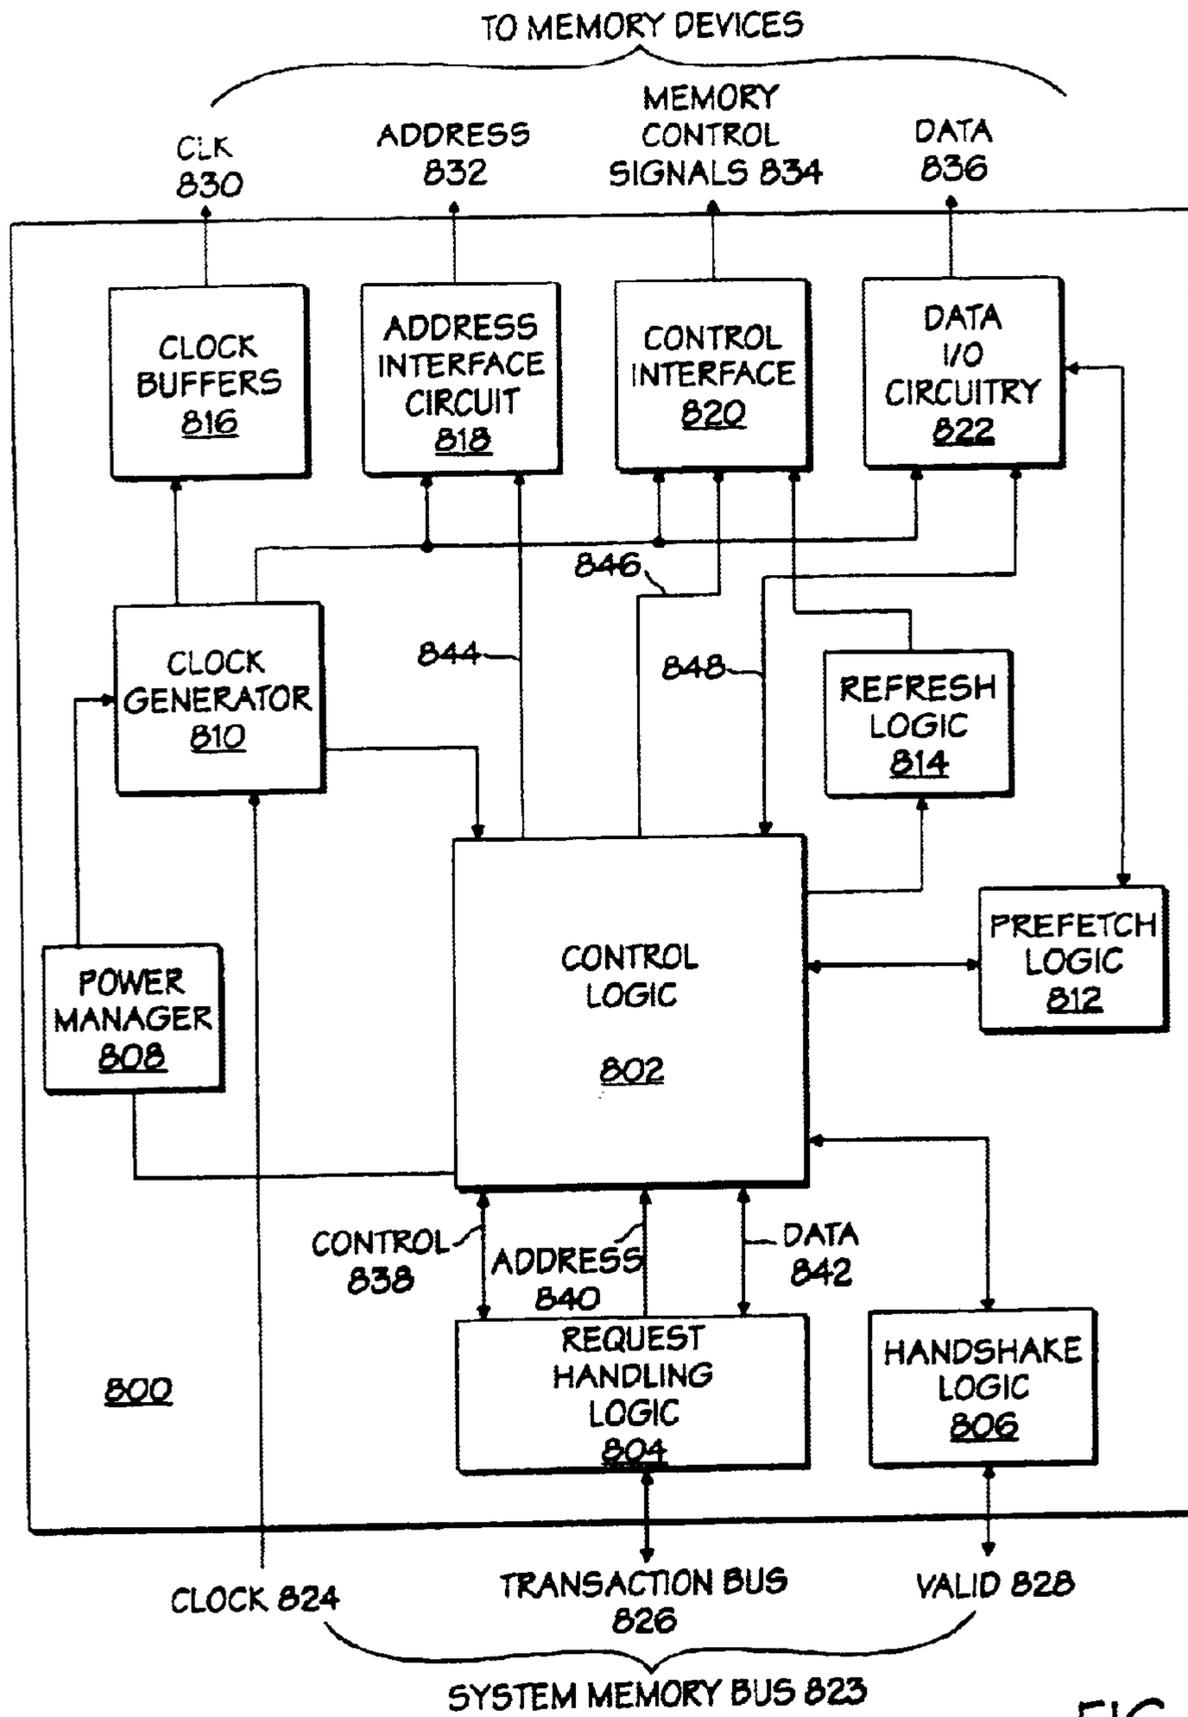 TO MEMORY DEVICES
CLK
830
ADDRESS
832
MEMORY
CONTROL
SIGNALS 834
DATA
836
CLOCK
BUFFERS
816
ADDRESS
INTERFACE
CIRCUIT
818
CONTROL
INTERFACE
820
DATA
I/O
CIRCUITRY
822
846
844
848
CLOCK
GENERATOR
810
REFRESH
LOGIC
814
POWER
MANAGER
808
CONTROL
LOGIC
802
PREFETCH
LOGIC
812
CONTROL
838
ADDRESS
840
DATA
842
800
REQUEST
HANDLING
LOGIC
804
HANDSHAKE
LOGIC
806
CLOCK 824
TRANSACTION BUS
826
VALID 828
SYSTEM MEMORY BUS 823
FIG